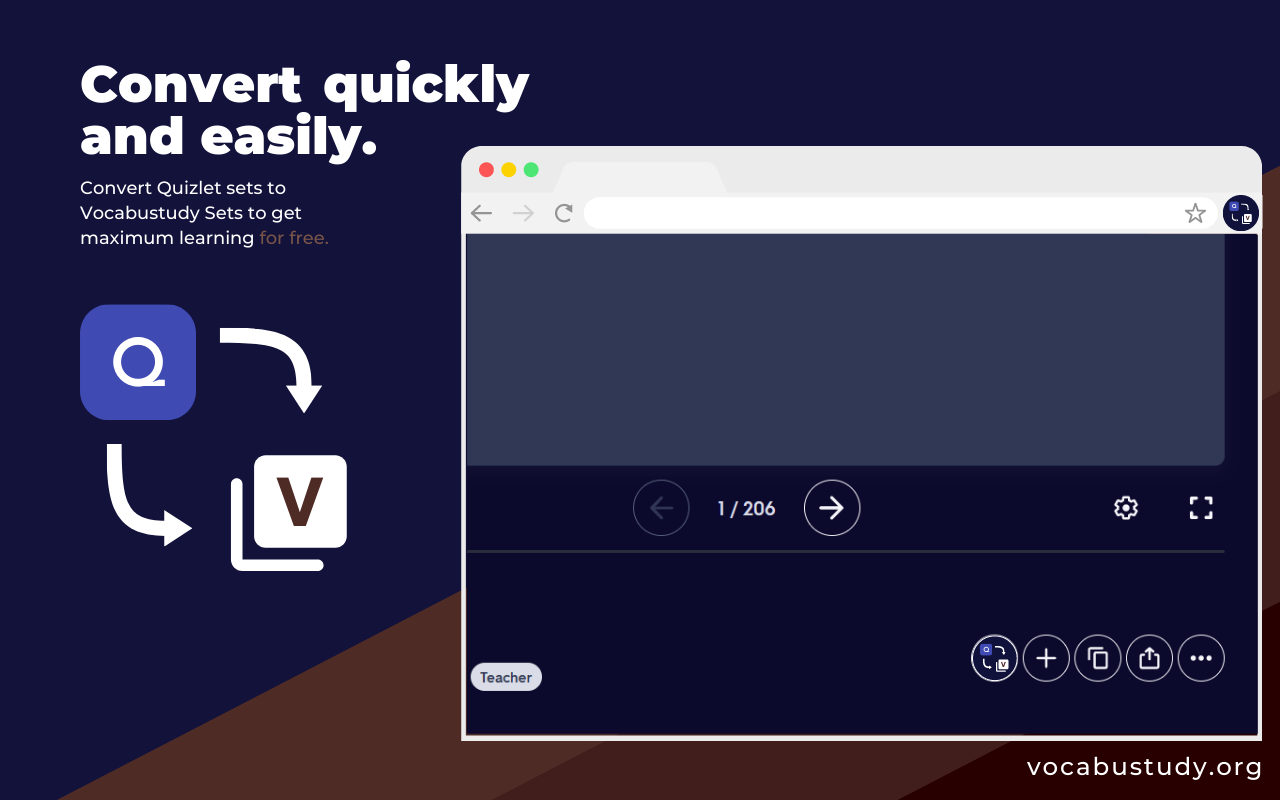 Convert quickly
and easily.
Convert Quizlet sets to
Vocabustudy Sets to get
maximum learning for free.
Q
V
Q
V
1 / 206
Q
V
Teacher
vocabustudy.org